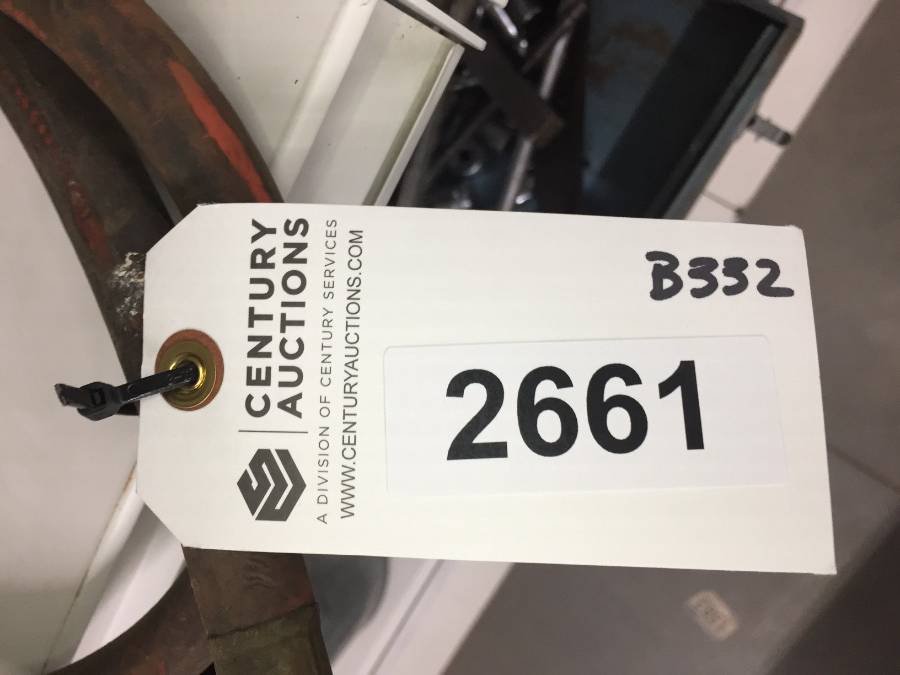 CENTURY
AUCTIONS
A DIVISION OF CENTURY SERVICES
WWW.CENTURYAUCTIONS.COM
B332
2661